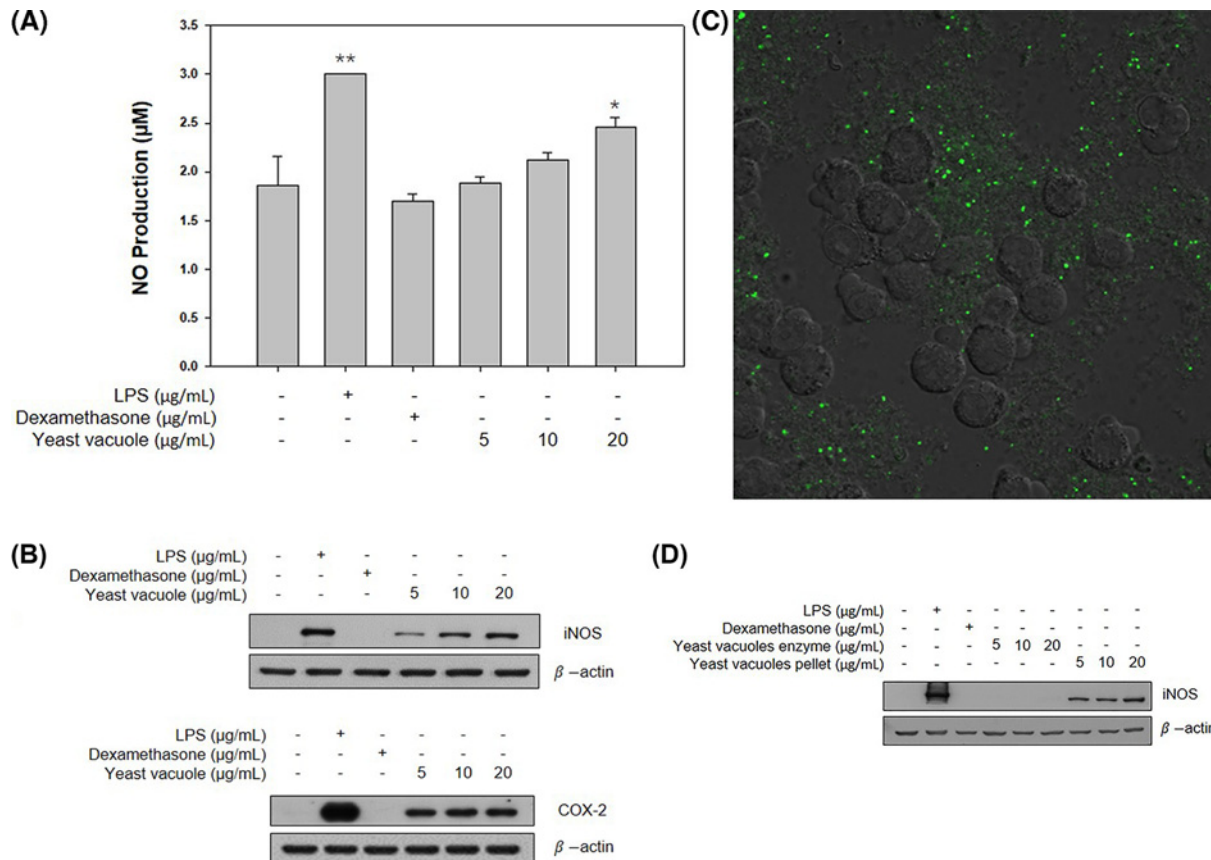 (A)
3.5
3.0
2.5
2.0
1.5
1.0
0.5
0.0
NO Production (µM)
**
*
LPS (µg/mL) - + - - - -
Dexamethasone (µg/mL) - - + - - -
Yeast vacuole (µg/mL) - - - 5 10 20
(C)
(B)
LPS (µg/mL) - + - - - -
Dexamethasone (µg/mL) - - + - - -
Yeast vacuole (µg/mL) - - - 5 10 20
iNOS
β –actin
LPS (µg/mL) - + - - - -
Dexamethasone (µg/mL) - - + - - -
Yeast vacuole (µg/mL) - - - 5 10 20
COX-2
β –actin
(D)
LPS (µg/mL) - + - - - - - - -
Dexamethasone (µg/mL) - - + - - - - - -
Yeast vacuoles enzyme (µg/mL) - - - 5 10 20 - - -
Yeast vacuoles pellet (µg/mL) - - - - - - 5 10 20
iNOS
β –actin